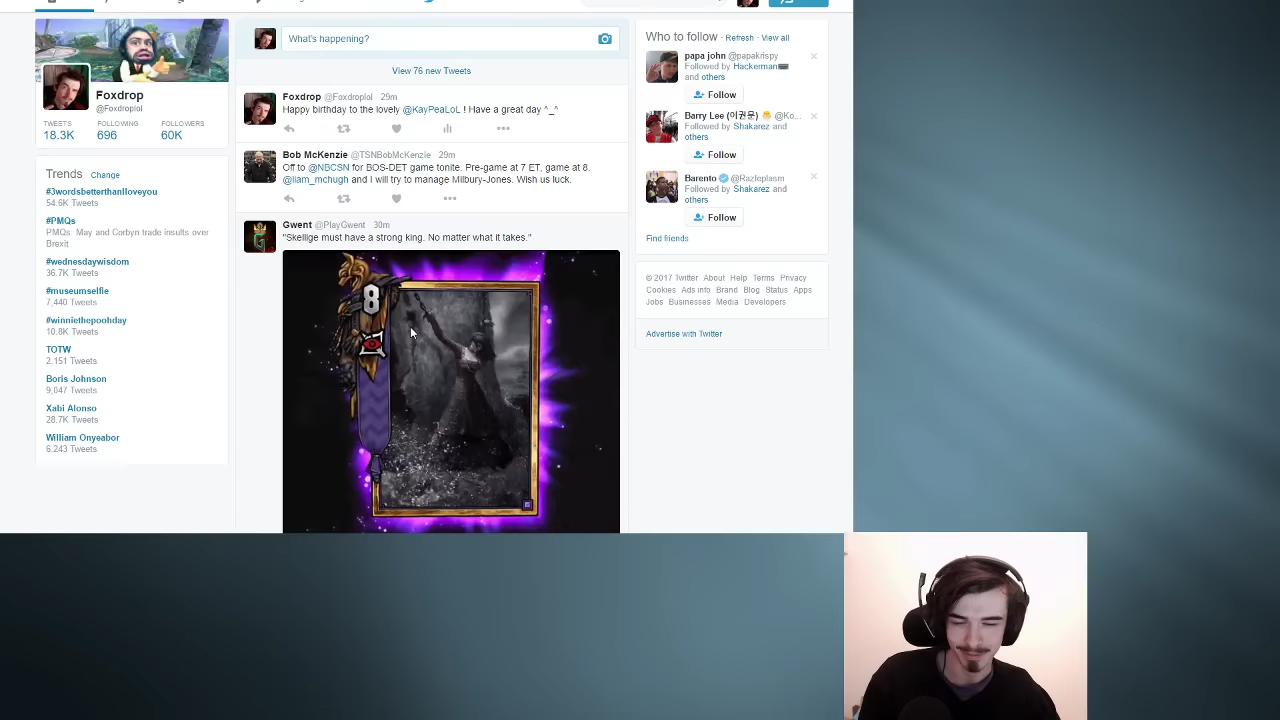 Foxdrop
@Foxdroplol
TWEETS FOLLOWING FOLLOWERS
18.3K 696 60K
Trends Change
#3wordsbetterthanIloveyou
54.6K Tweets
#PMQs
PMQs: May and Corbyn trade insults over
Brexit
#wednesdaywisdom
36.7K Tweets
#museumselfie
7,440 Tweets
#winniethepoohday
10.8K Tweets
TOTW
2,151 Tweets
Boris Johnson
9,047 Tweets
Xabi Alonso
28.7K Tweets
William Onyeabor
6,243 Tweets
What's happening?
View 76 new Tweets
Foxdrop @Foxdroplol 29m
Happy birthday to the lovely @KayPeaLoL ! Have a great day ^_^
Bob McKenzie @TSNBobMcKenzie 29m
Off to @NBCSN for BOS-DET game tonite. Pre-game at 7 ET, game at 8.
@liam_mchugh and I will try to manage Milbury-Jones. Wish us luck.
Gwent @PlayGwent 30m
"Skellige must have a strong king. No matter what it takes."
8
Who to follow · Refresh · View all
papa john @papakrispy
Followed by Hackerman
and others
Follow
Barry Lee (이권문) @Ko...
Followed by Shakarez and
others
Follow
Barento @Razleplasm
Followed by Shakarez and
others
Follow
Find friends
© 2017 Twitter About Help Terms Privacy
Cookies Ads info Brand Blog Status Apps
Jobs Businesses Media Developers
Advertise with Twitter